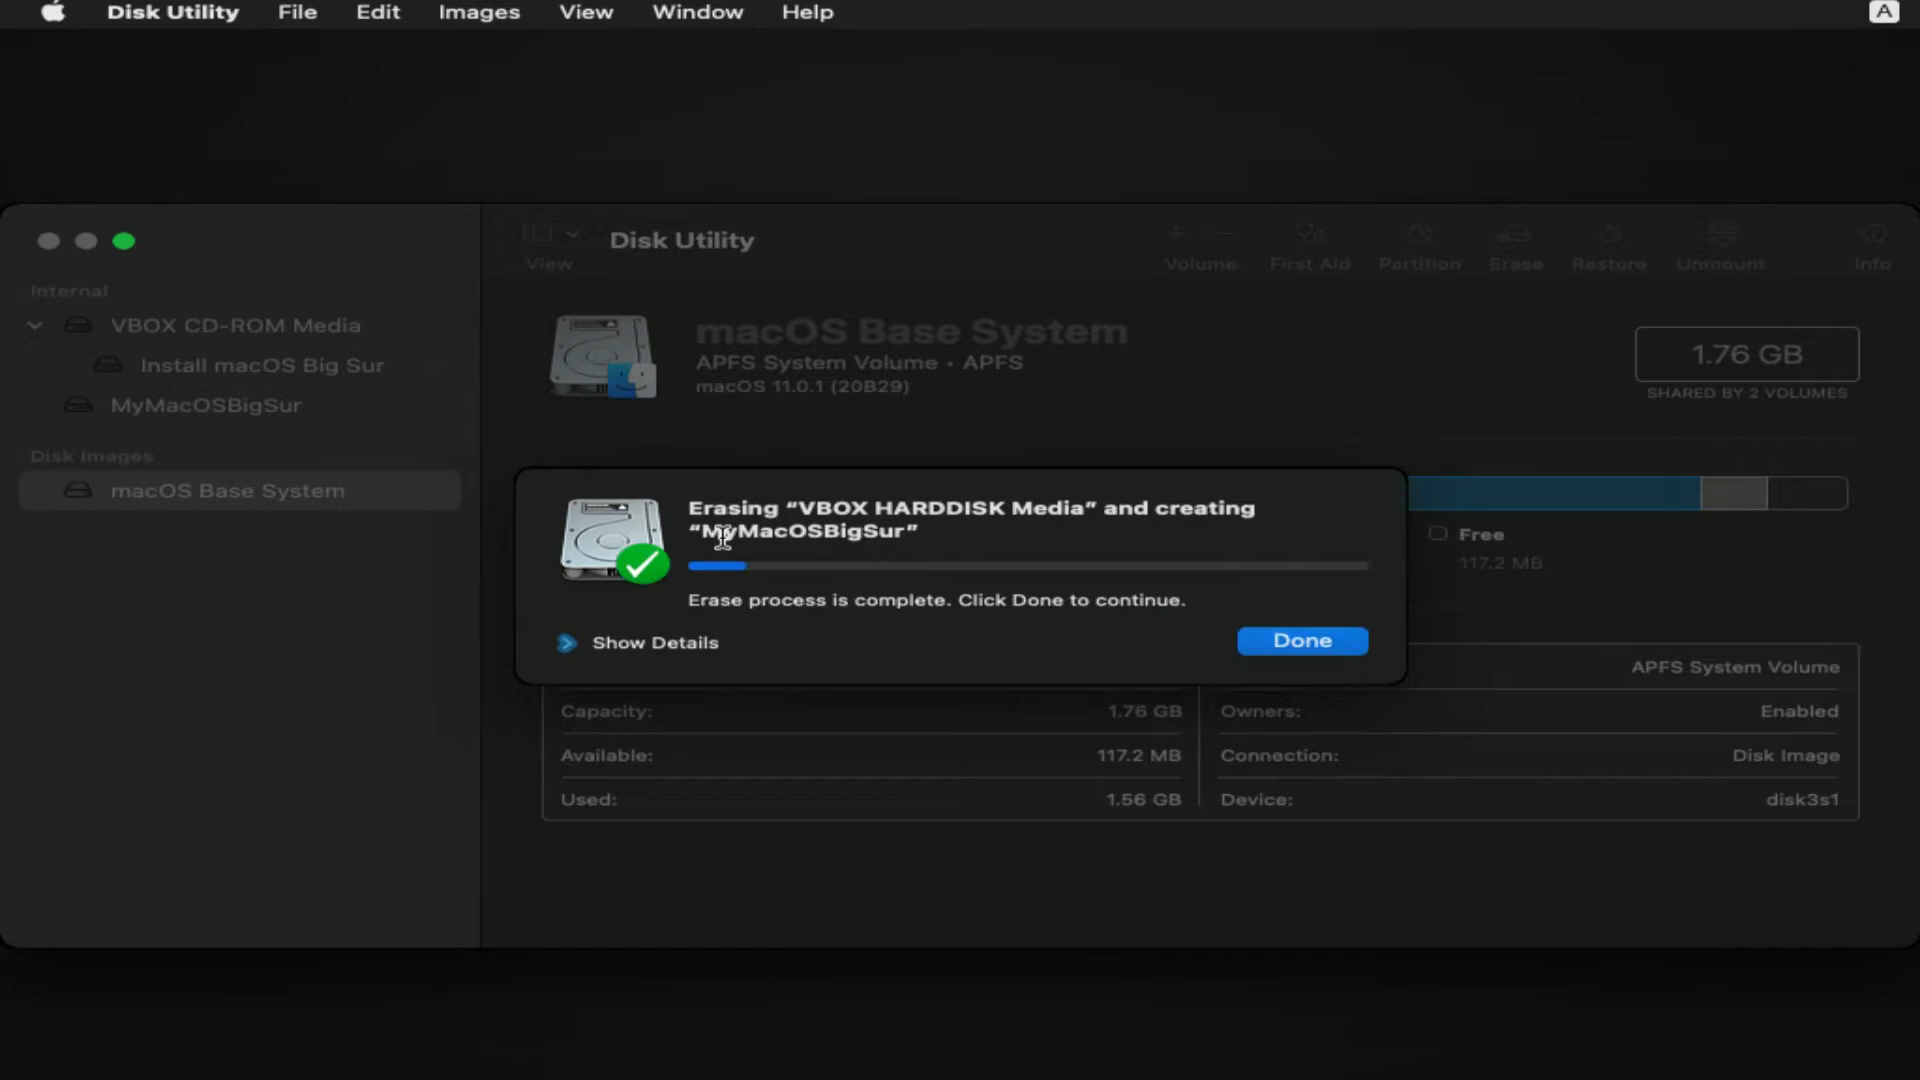 Disk Utility File Edit Images View Window Help A
Disk Utility
View Volume First Aid Partition Erase Restore Unmount Info
Internal
VBOX CD-ROM Media
Install macOS Big Sur
MyMacOSBigSur
Disk Images
macOS Base System
macOS Base System
APFS System Volume • APFS
macOS 11.0.1 (20B29)
1.76 GB
SHARED BY 2 VOLUMES
Free
117.2 MB
Erasing “VBOX HARDDISK Media” and creating
“MyMacOSBigSur”
Erase process is complete. Click Done to continue.
Show Details
Done
APFS System Volume
Capacity: 1.76 GB
Owners: Enabled
Available: 117.2 MB
Connection: Disk Image
Used: 1.56 GB
Device: disk3s1